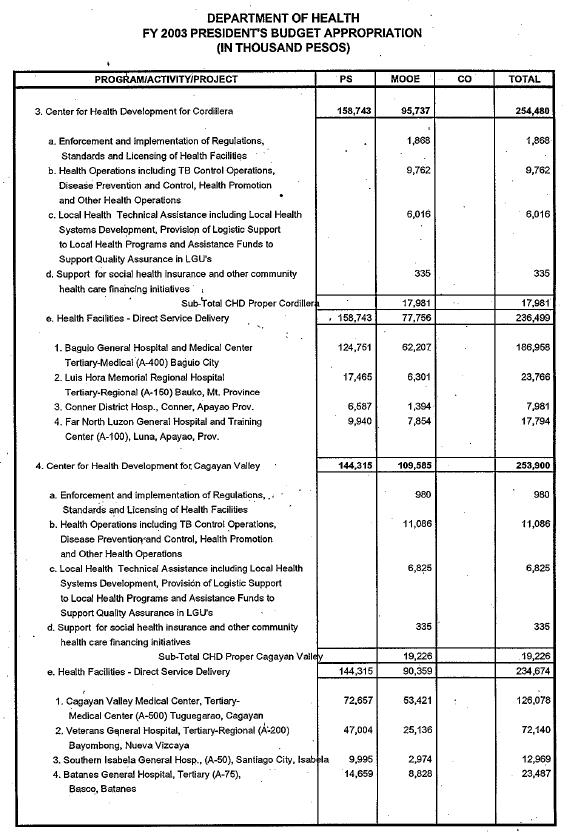 DEPARTMENT OF HEALTH
FY 2003 PRESIDENT'S BUDGET APPROPRIATION
(IN THOUSAND PESOS)
PROGRAM/ACTIVITY/PROJECT PS MOOE CO TOTAL
3. Center for Health Development for Cordillera 158,743 95,737 254,480
a. Enforcement and implementation of Regulations, 1,868 1,868
Standards and Licensing of Health Facilities
b. Health Operations including TB Control Operations, 9,762 9,762
Disease Prevention and Control, Health Promotion
and Other Health Operations
c. Local Health Technical Assistance including Local Health 6,016 6,016
Systems Development, Provision of Logistic Support
to Local Health Programs and Assistance Funds to
Support Quality Assurance in LGU's
d. Support for social health insurance and other community 335 335
health care financing initiatives
Sub-Total CHD Proper Cordillera 17,981 17,981
e. Health Facilities - Direct Service Delivery 158,743 77,756 236,499
1. Baguio General Hospital and Medical Center 124,751 62,207 186,958
Tertiary-Medical (A-400) Baguio City
2. Luis Hora Memorial Regional Hospital 17,465 6,301 23,766
Tertiary-Regional (A-150) Bauko, Mt. Province
3. Conner District Hosp., Conner, Apayao Prov. 6,587 1,394 7,981
4. Far North Luzon General Hospital and Training 9,940 7,854 17,794
Center (A-100), Luna, Apayao, Prov.
4. Center for Health Development for Cagayan Valley 144,315 109,585 253,900
a. Enforcement and implementation of Regulations, 980 980
Standards and Licensing of Health Facilities
b. Health Operations including TB Control Operations, 11,086 11,086
Disease Prevention and Control, Health Promotion
and Other Health Operations
c. Local Health Technical Assistance including Local Health 6,825 6,825
Systems Development, Provision of Logistic Support
to Local Health Programs and Assistance Funds to
Support Quality Assurance in LGU's
d. Support for social health insurance and other community 335 335
health care financing initiatives
Sub-Total CHD Proper Cagayan Valley 19,226 19,226
e. Health Facilities - Direct Service Delivery 144,315 90,359 234,674
1. Cagayan Valley Medical Center, Tertiary- 72,657 53,421 126,078
Medical Center (A-500) Tuguegarao, Cagayan
2. Veterans General Hospital, Tertiary-Regional (A-200) 47,004 25,136 72,140
Bayombong, Nueva Vizcaya
3. Southern Isabela General Hosp., (A-50), Santiago City, Isabela 9,995 2,974 12,969
4. Batanes General Hospital, Tertiary (A-75), 14,659 8,828 23,487
Basco, Batanes